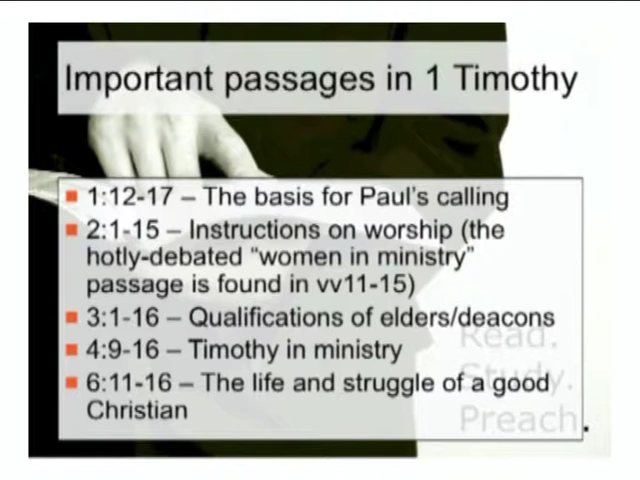 Important passages in 1 Timothy
■ 1:12-17 – The basis for Paul's calling
■ 2:1-15 – Instructions on worship (the
hotly-debated “women in ministry”
passage is found in vv11-15)
■ 3:1-16 – Qualifications of elders/deacons
■ 4:9-16 – Timothy in ministry
■ 6:11-16 – The life and struggle of a good
Christian
Read.
Study.
Preach.